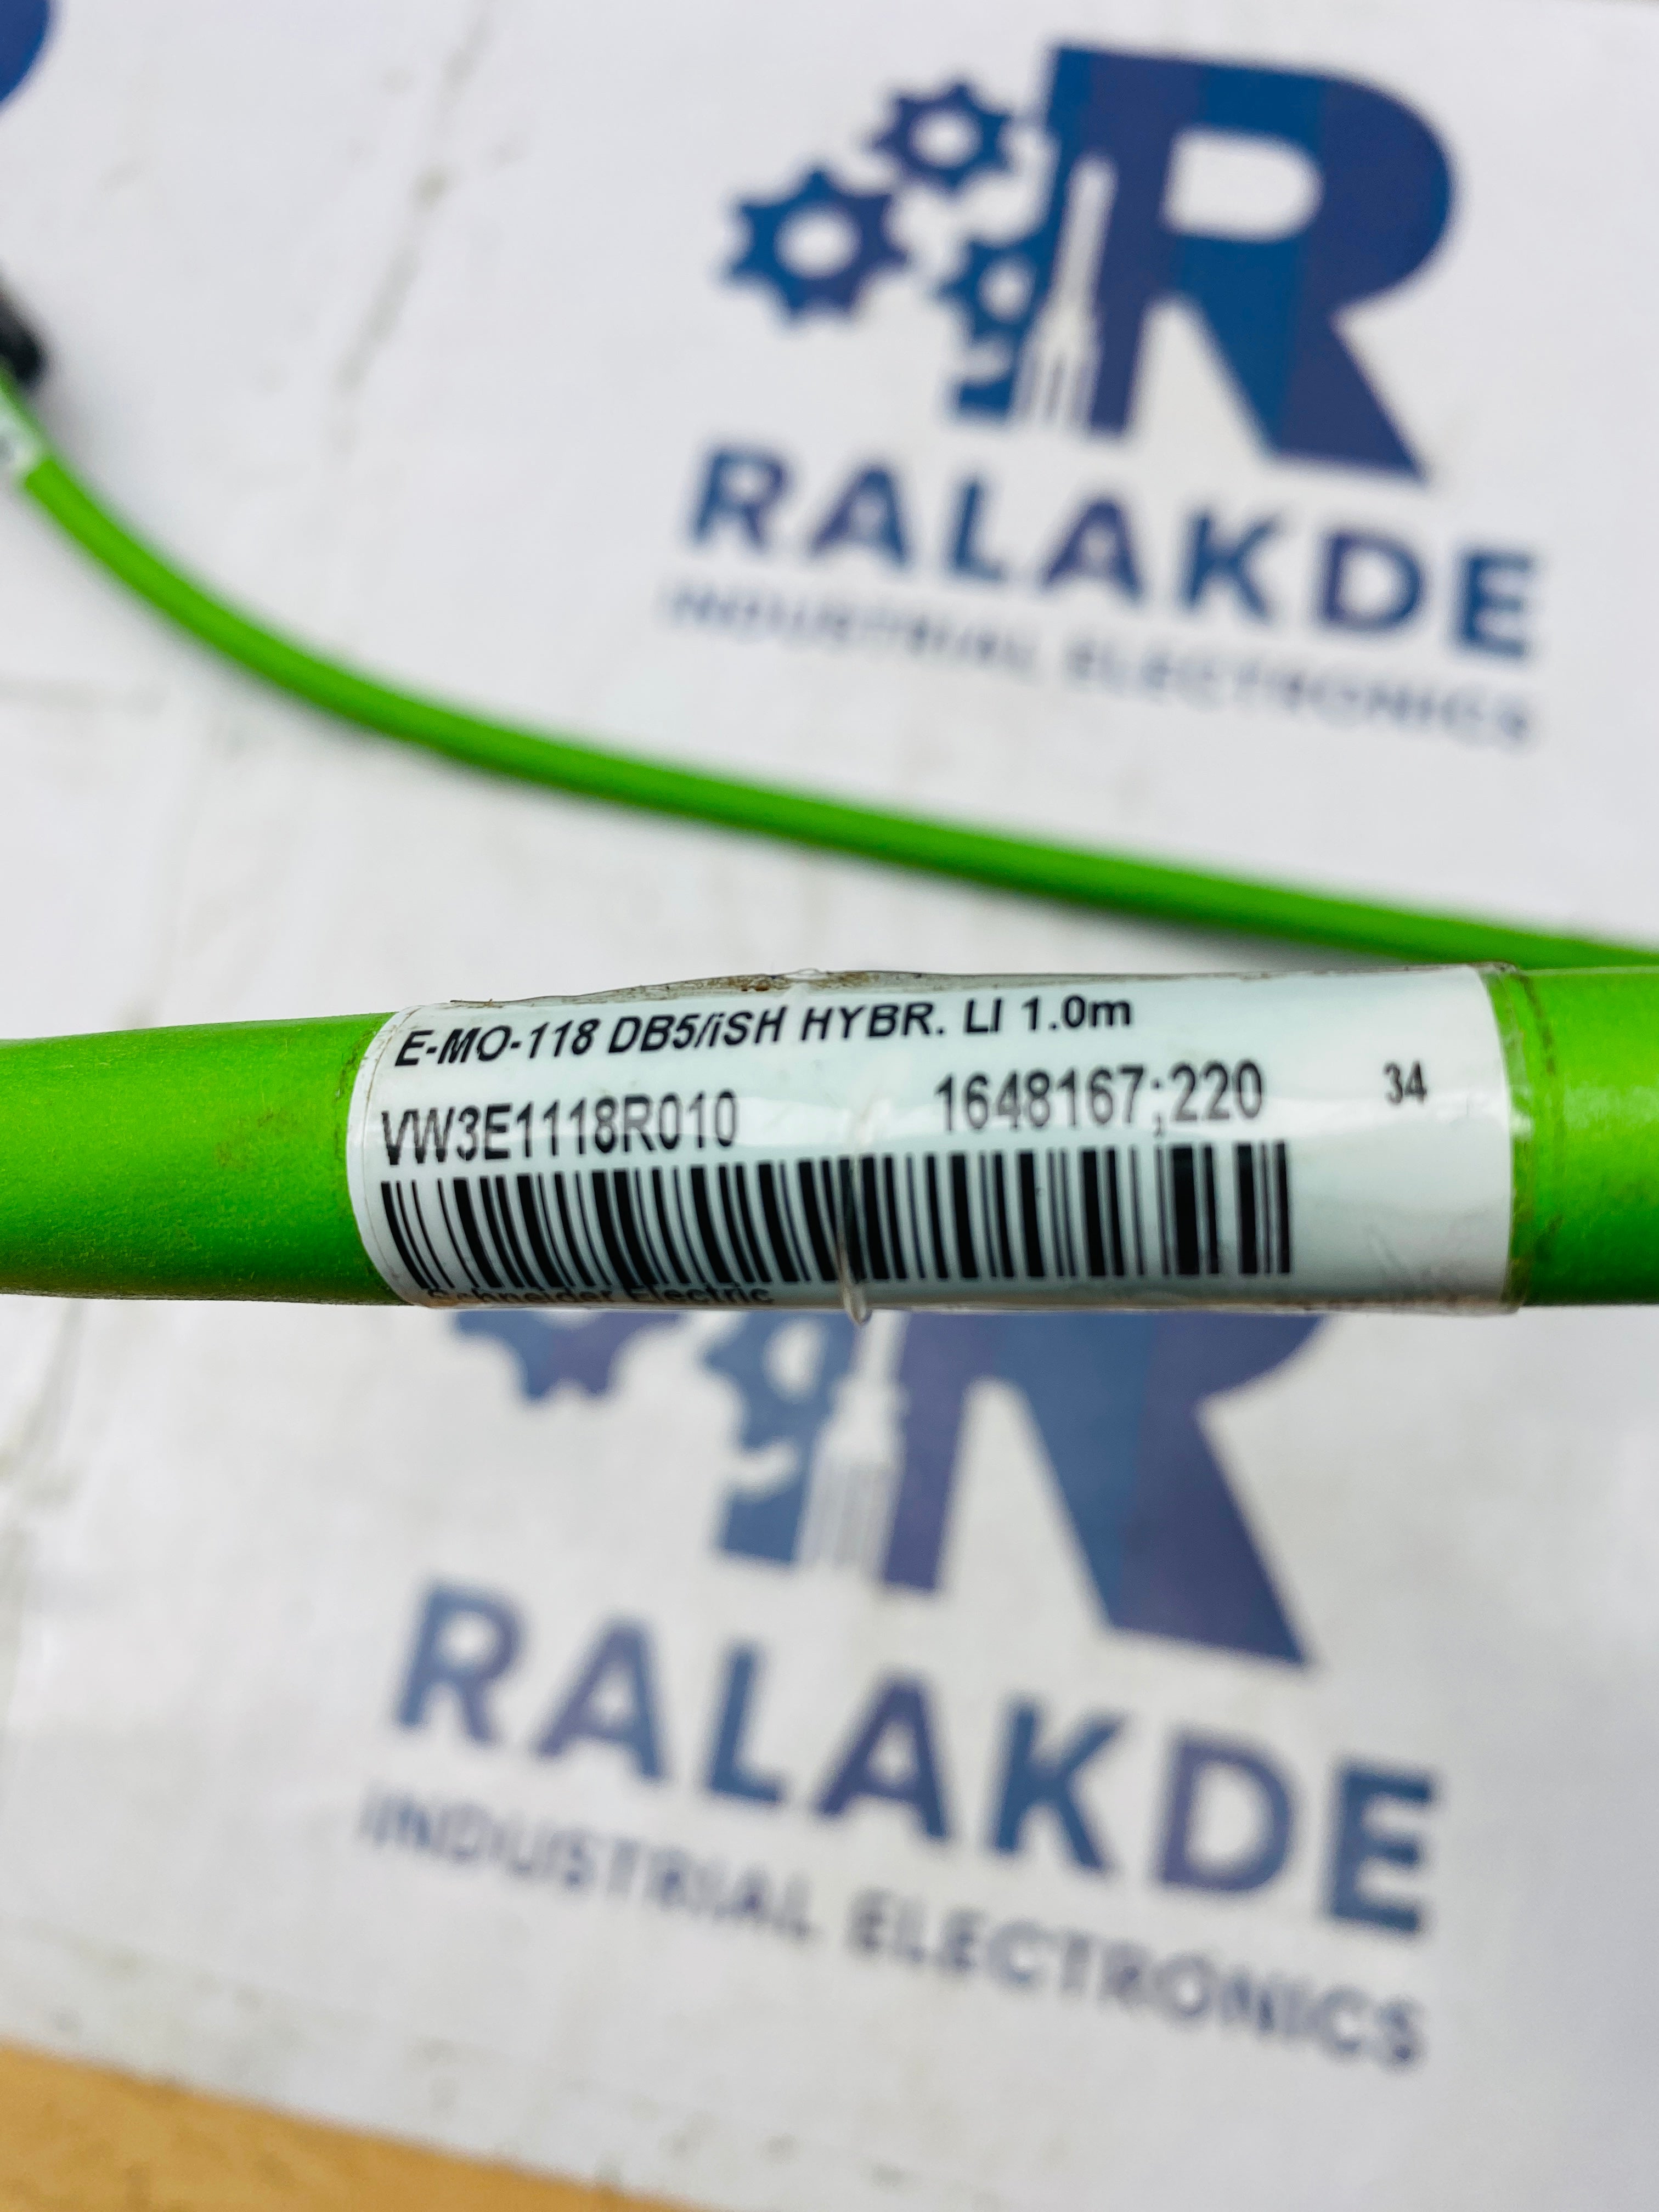 R
RALAKDE
INDUSTRIAL ELECTRONICS
E-MO-118 DB5/iSH HYBR. LI 1.0m
VW3E1118R010 1648167;220 34
Schneider Electric
R
RALAKDE
INDUSTRIAL ELECTRONICS